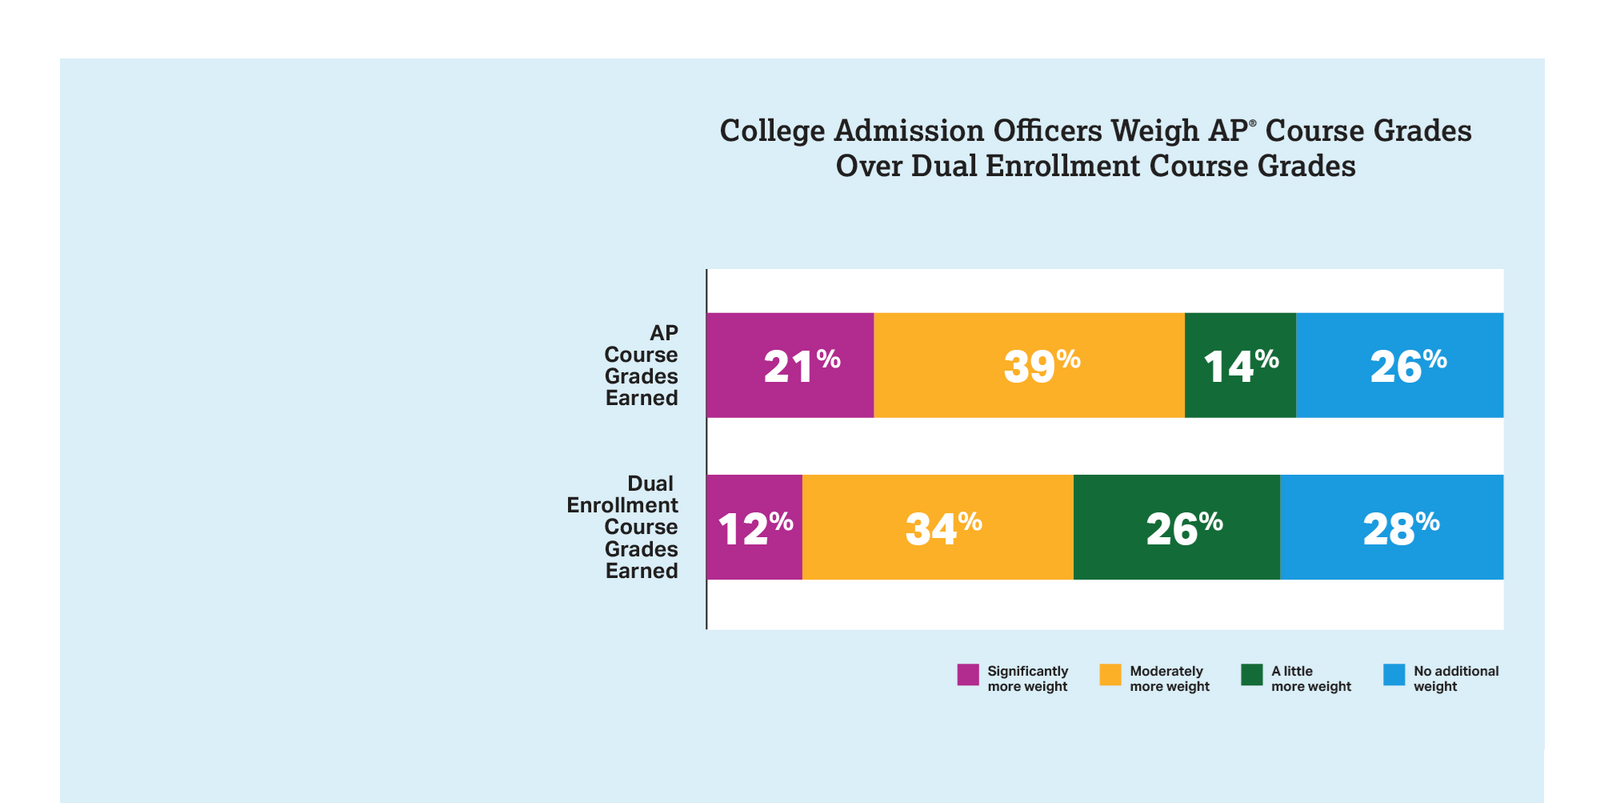 College Admission Officers Weigh AP® Course Grades
Over Dual Enrollment Course Grades
AP
Course
Grades
Earned
21%
39%
14%
26%
Dual
Enrollment
Course
Grades
Earned
12%
34%
26%
28%
Significantly
more weight
Moderately
more weight
A little
more weight
No additional
weight